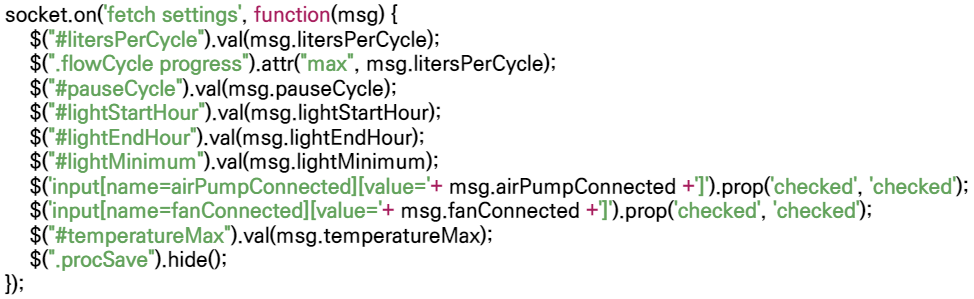 socket.on('fetch settings', function(msg) {
$("#litersPerCycle").val(msg.litersPerCycle);
$(".flowCycle progress").attr("max", msg.litersPerCycle);
$("#pauseCycle").val(msg.pauseCycle);
$("#lightStartHour").val(msg.lightStartHour);
$("#lightEndHour").val(msg.lightEndHour);
$("#lightMinimum").val(msg.lightMinimum);
$('input[name=airPumpConnected][value='+ msg.airPumpConnected +']').prop('checked', 'checked');
$('input[name=fanConnected][value='+ msg.fanConnected +']').prop('checked', 'checked');
$("#temperatureMax").val(msg.temperatureMax);
$(".procSave").hide();
});